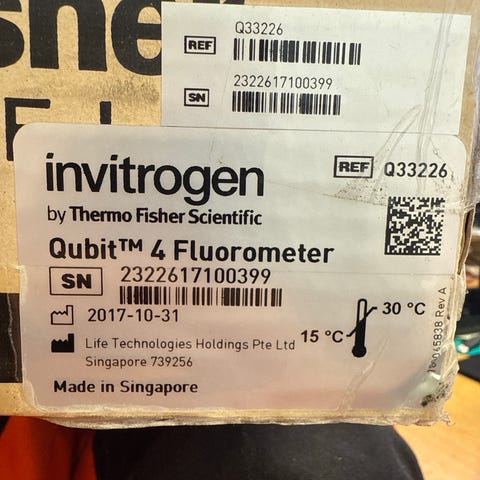 REF Q33226
SN 2322617100399
invitrogen
REF Q33226
by Thermo Fisher Scientific
Qubit™ 4 Fluorometer
SN 2322617100399
2017-10-31
15 °C 30 °C
Life Technologies Holdings Pte Ltd
Singapore 739256
Made in Singapore